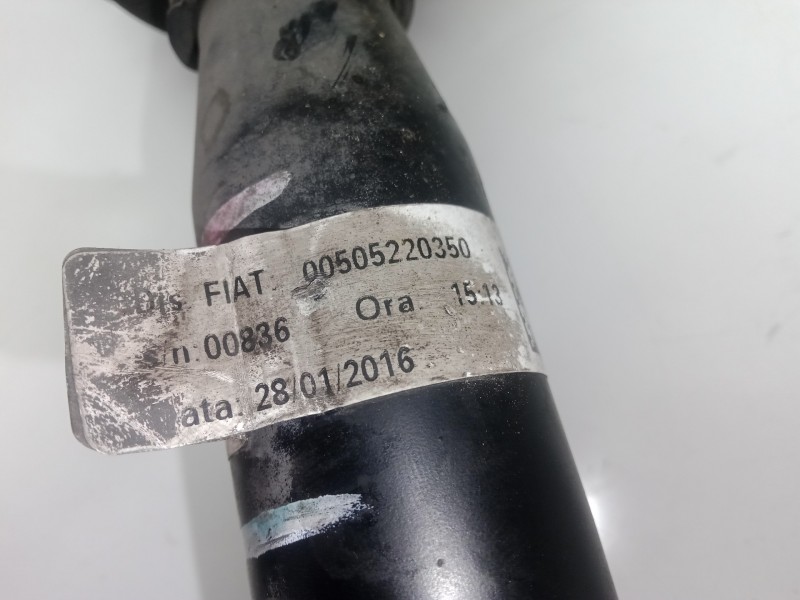 Dis FIAT. 00505220350
s/n:00836 Ora. 15:13
ata: 28/01/2016